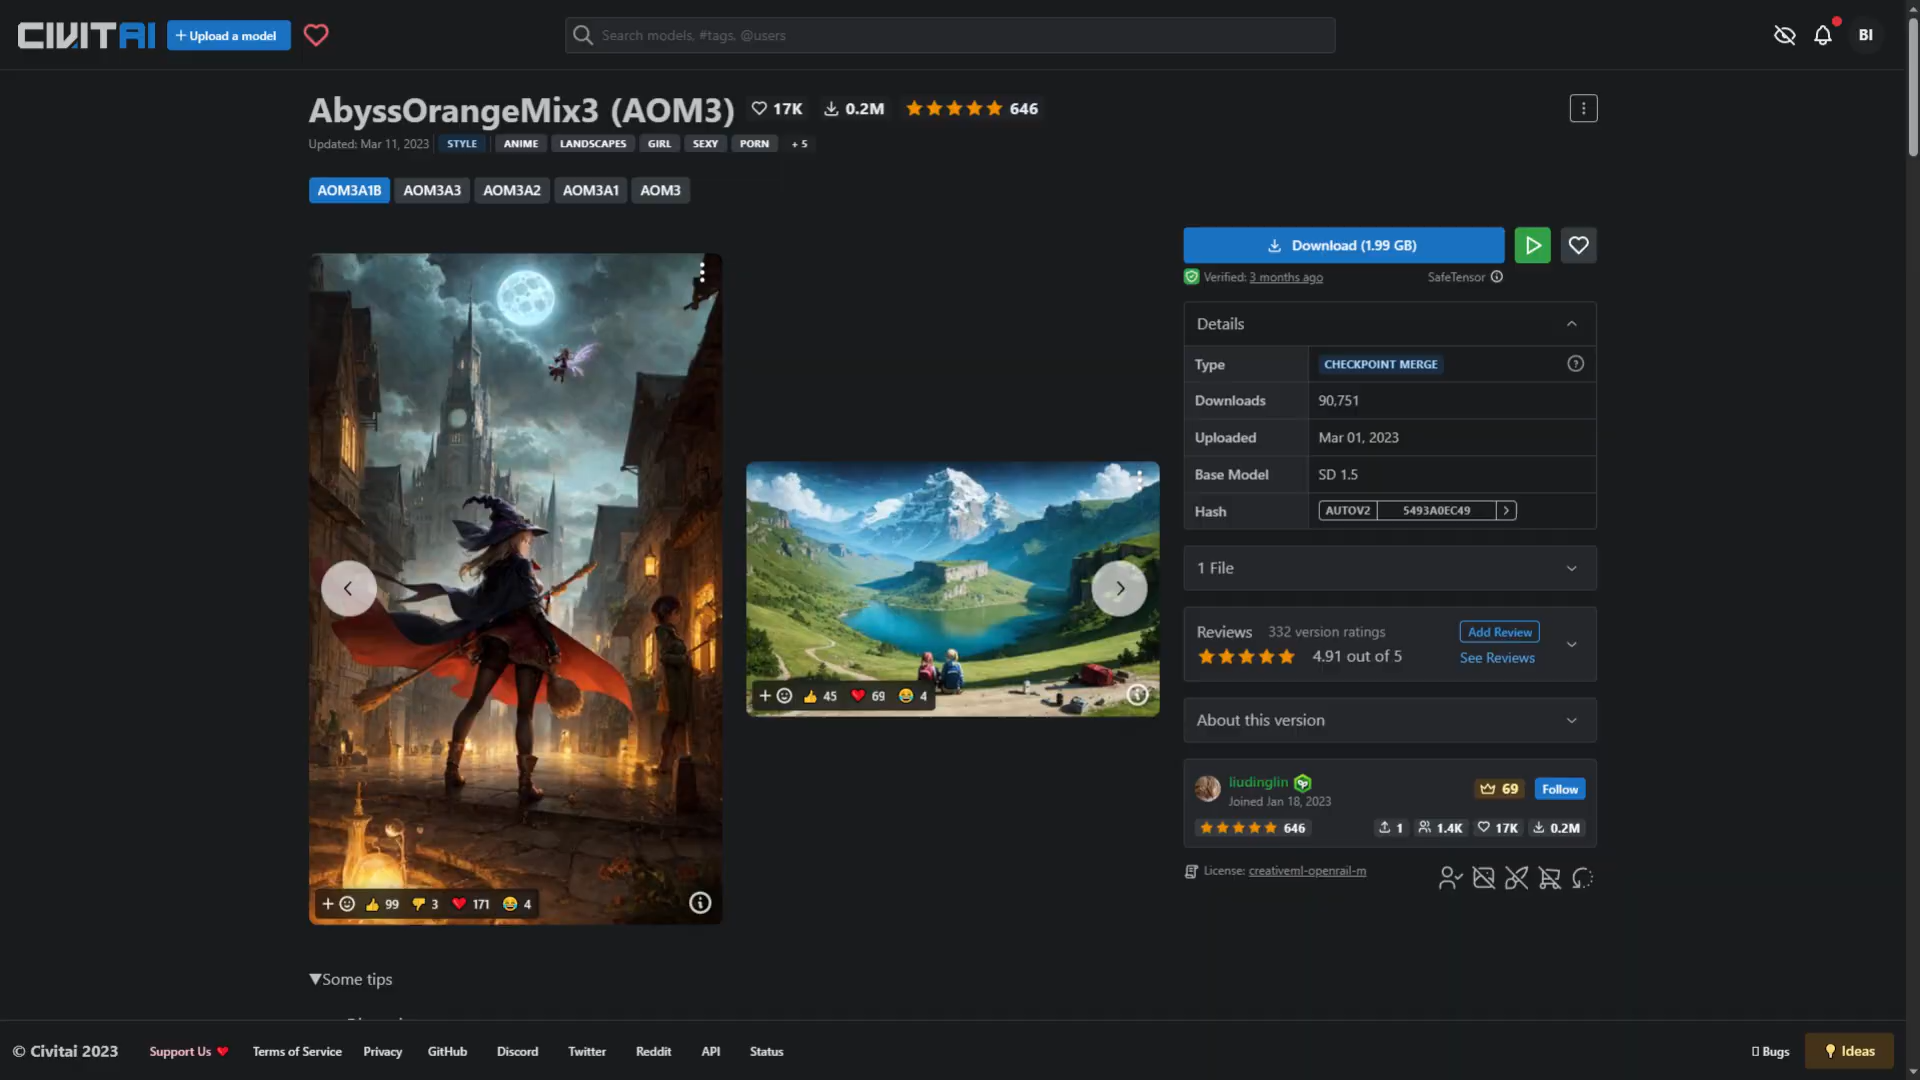 CIVITAI
+ Upload a model
Search models, #tags, @users
BI
AbyssOrangeMix3 (AOM3)
17K
0.2M
646
Updated: Mar 11, 2023
STYLE
ANIME
LANDSCAPES
GIRL
SEXY
PORN
+ 5
AOM3A1B
AOM3A3
AOM3A2
AOM3A1
AOM3
Download (1.99 GB)
Verified: 3 months ago
SafeTensor
Details
Type
CHECKPOINT MERGE
Downloads
90,751
Uploaded
Mar 01, 2023
Base Model
SD 1.5
Hash
AUTOV2
5493A0EC49
1 File
Reviews
332 version ratings
Add Review
4.91 out of 5
See Reviews
About this version
liudinglin
Joined Jan 18, 2023
69
Follow
646
1
1.4K
17K
0.2M
License: creativeml-openrail-m
+
45
69
4
+
99
3
171
4
▼Some tips
© Civitai 2023
Support Us
Terms of Service
Privacy
GitHub
Discord
Twitter
Reddit
API
Status
Bugs
Ideas